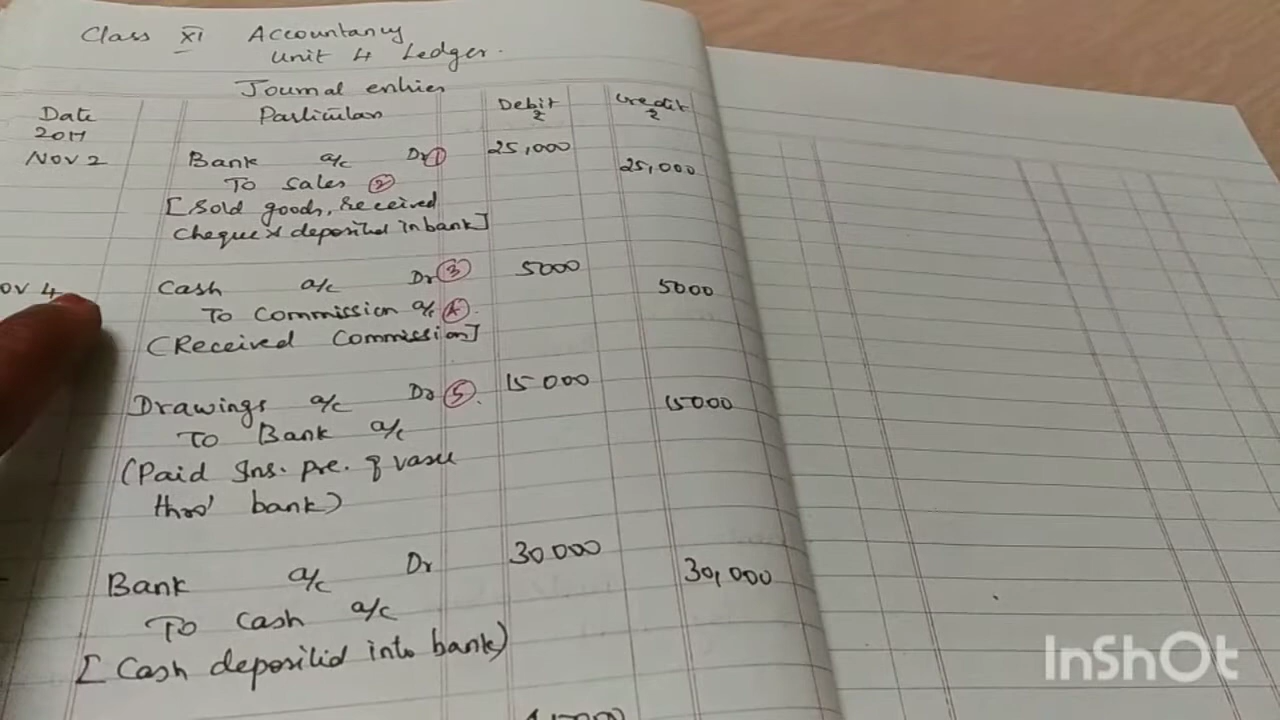 Class XI Accountancy
Unit 4 Ledger.
Journal entries
Date Particulars Debit ₹ Credit ₹
2017
Nov 2 Bank a/c Dr ① 25,000
To Sales ② 25,000
[Sold goods, received
cheque & deposited in bank]
ov 4 Cash a/c Dr ③ 5000
To Commission a/c ④ 5000
(Received Commission]
Drawings a/c Dr ⑤. 15000
To Bank a/c 15000
(Paid Ins. pre. of vasu
thro' bank)
Bank a/c Dr 30000
To Cash a/c 30,000
[Cash deposited into bank)
InShOt